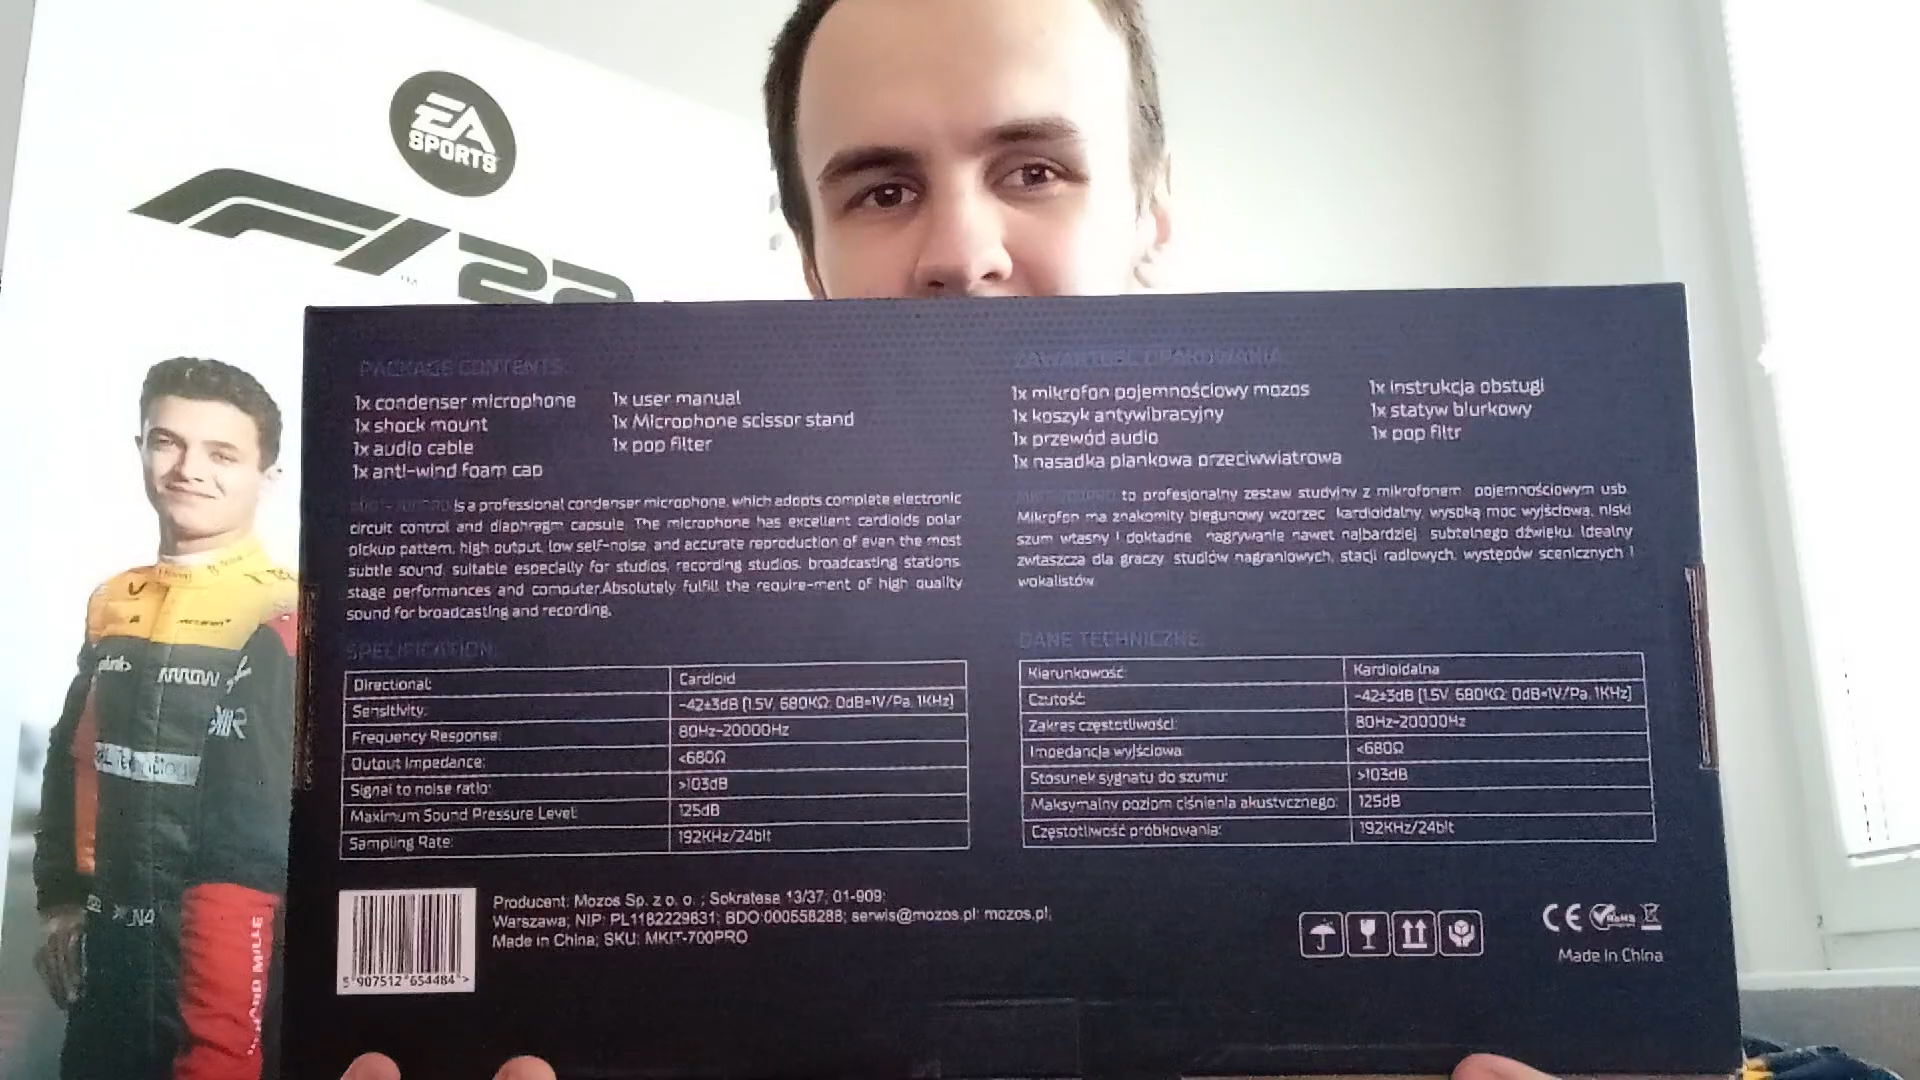 EA
SPORTS
F1 22
PACKAGE CONTENTS:
1x condenser microphone
1x shock mount
1x audio cable
1x anti-wind foam cap
1x user manual
1x Microphone scissor stand
1x pop filter
is a professional condenser microphone, which adopts complete electronic
circuit control and diaphragm capsule. The microphone has excellent cardioids polar
pickup pattern, high output, low self-noise, and accurate reproduction of even the most
subtle sound, suitable especially for studios, recording studios, broadcasting stations,
stage performances and computer.Absolutely fulfill the require-ment of high quality
sound for broadcasting and recording.
SPECIFICATION:
Directional: Cardioid
Sensitivity: -42±3dB (1.5V, 680KΩ; 0dB=1V/Pa, 1KHz)
Frequency Response: 80Hz-20000Hz
Output Impedance: <680Ω
Signal to noise ratio: >103dB
Maximum Sound Pressure Level: 125dB
Sampling Rate: 192KHz/24bit
ZAWARTOŚĆ OPAKOWANIA:
1x mikrofon pojemnościowy mozos
1x koszyk antywibracyjny
1x przewód audio
1x nasadka piankowa przeciwwiatrowa
1x instrukcja obsługi
1x statyw biurkowy
1x pop filtr
to profesjonalny zestaw studyjny z mikrofonem pojemnościowym usb.
Mikrofon ma znakomity biegunowy wzorzec kardioidalny, wysoką moc wyjściową, niski
szum własny i dokładne nagrywanie nawet najbardziej subtelnego dźwięku. Idealny
zwłaszcza dla graczy studiów nagraniowych, stacji radiowych, występów scenicznych i
wokalistów
DANE TECHNICZNE:
Kierunkowość: Kardioidalna
Czułość: -42±3dB (1.5V, 680KΩ; 0dB=1V/Pa, 1KHz)
Zakres częstotliwości: 80Hz-20000Hz
Impedancja wyjściowa: <680Ω
Stosunek sygnału do szumu: >103dB
Maksymalny poziom ciśnienia akustycznego: 125dB
Częstotliwość próbkowania: 192KHz/24bit
5 907512 654484 >
Producent: Mozos Sp. z o. o. ; Sokratesa 13/37; 01-909;
Warszawa; NIP: PL1182229831; BDO:000558288; serwis@mozos.pl; mozos.pl;
Made in China; SKU: MKIT-700PRO
CE RoHS
Made in China
McLaren
splunk>
ARROW
LN4
RICHARD MILLE